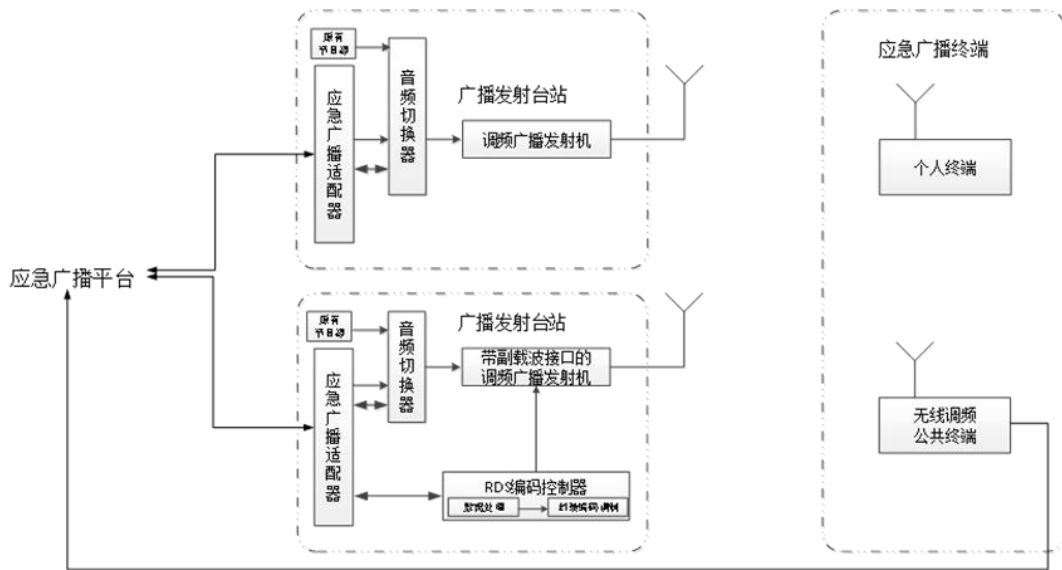 应急广播平台
应急广播适配器
音频切换器
广播发射台站
调频广播发射机
应急广播适配器
音频切换器
广播发射台站
带副载波接口的
调频广播发射机
RDS编码控制器
数据处理
应急广播终端
个人终端
无线调频
公共终端